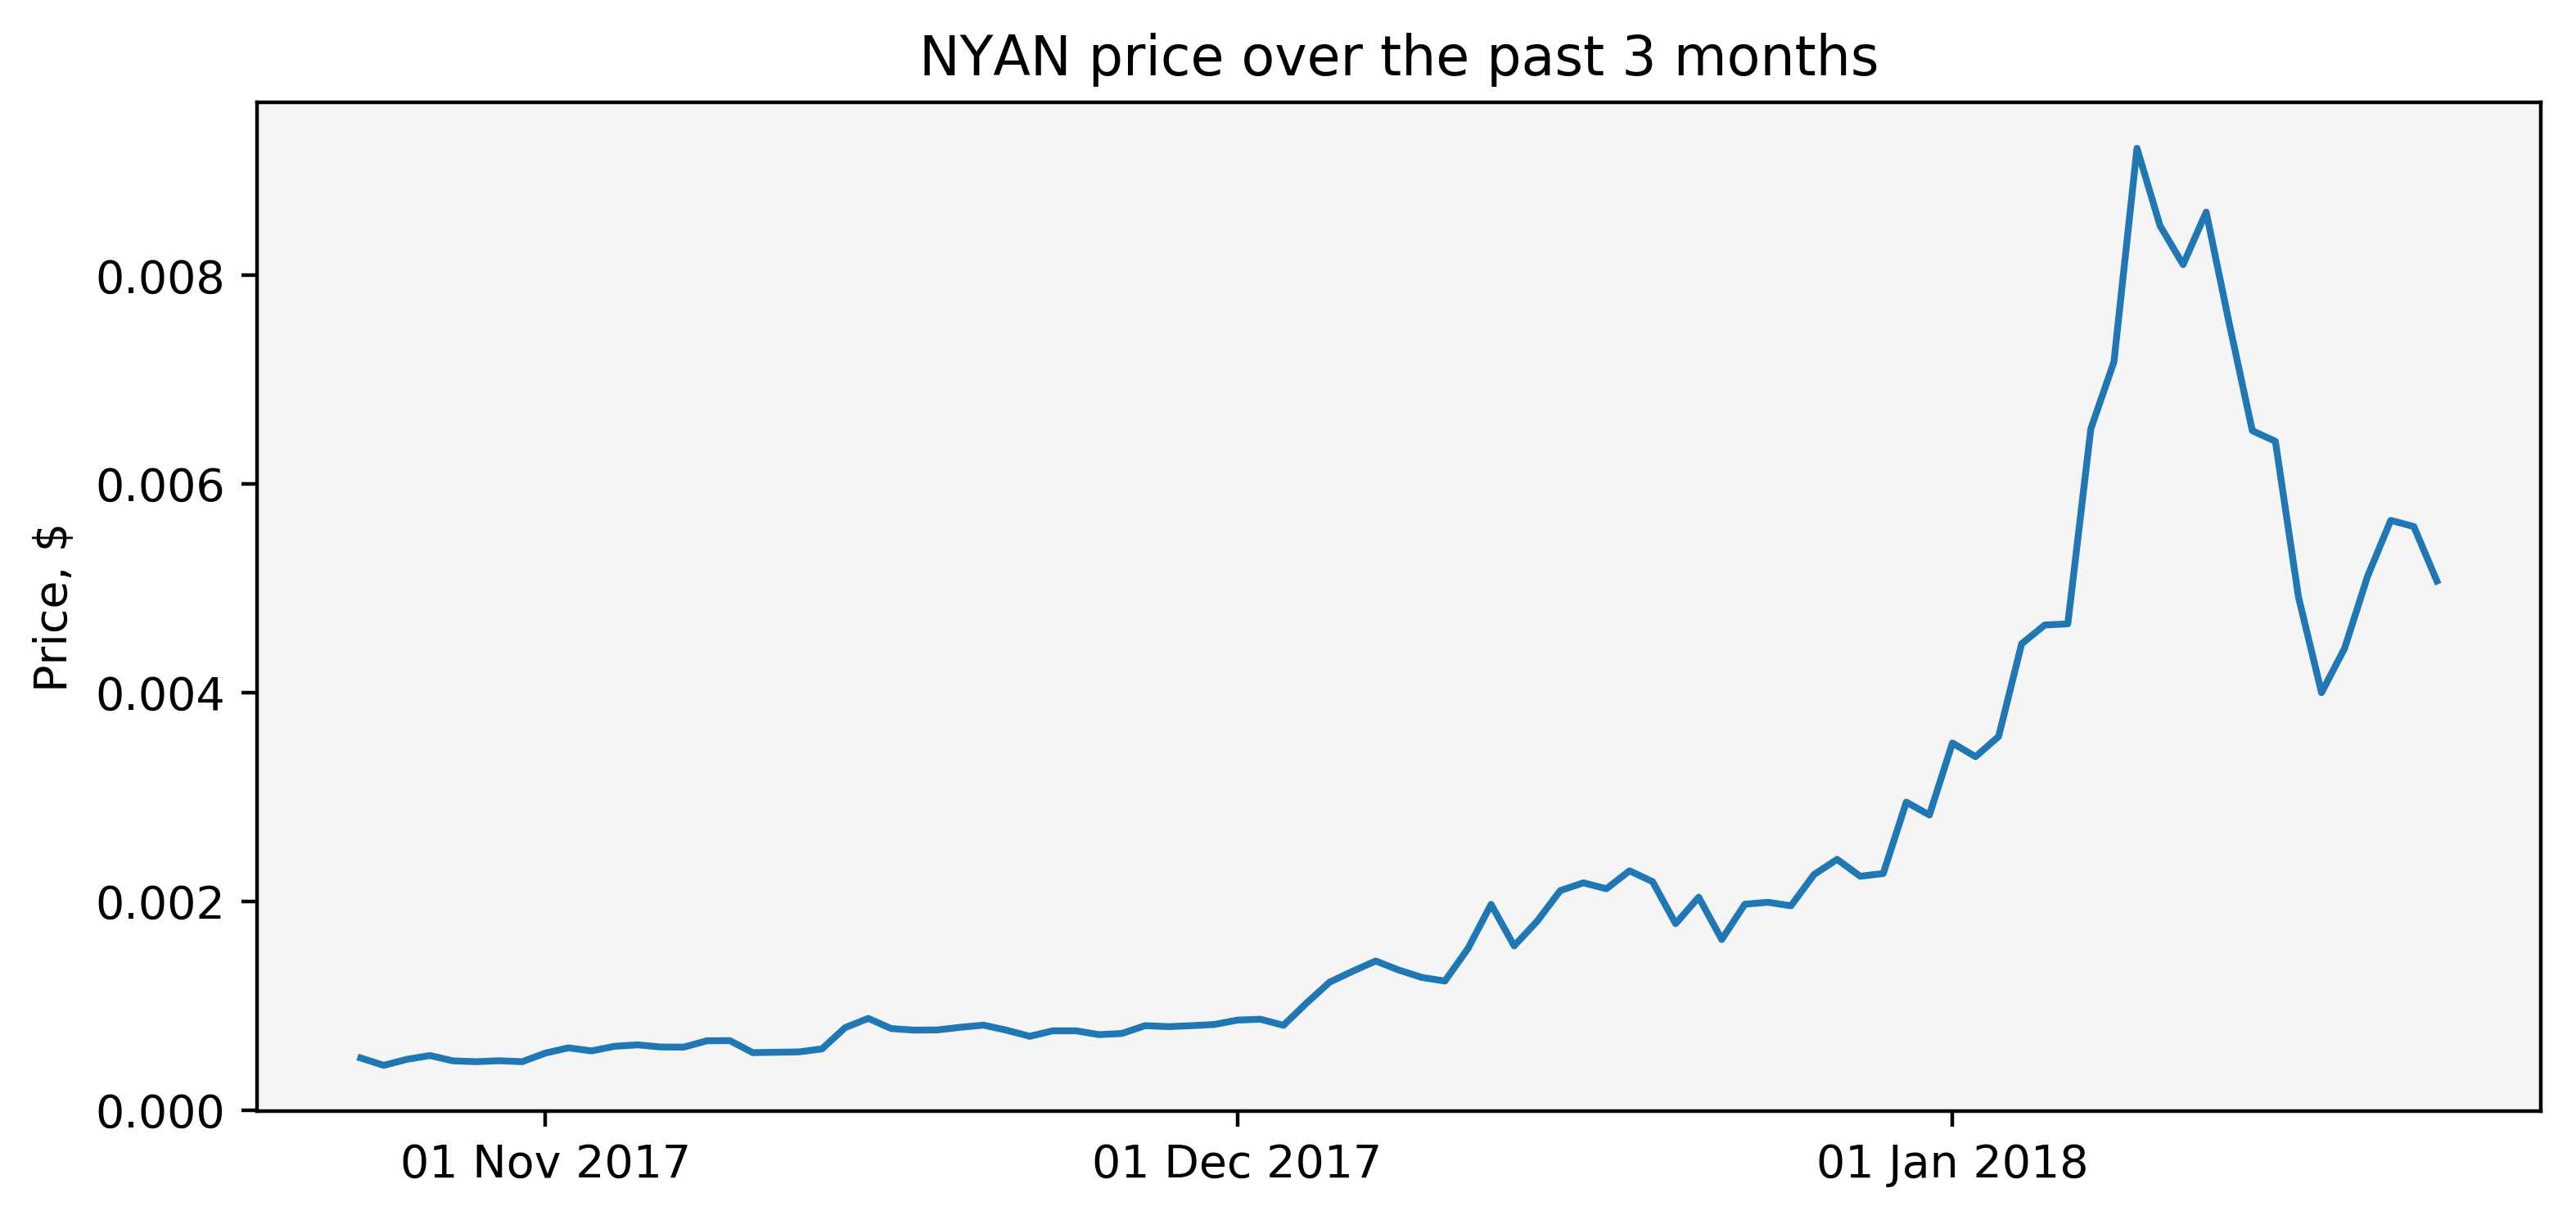 NYAN price over the past 3 months
Price, $
0.008
0.006
0.004
0.002
0.000
01 Nov 2017
01 Dec 2017
01 Jan 2018